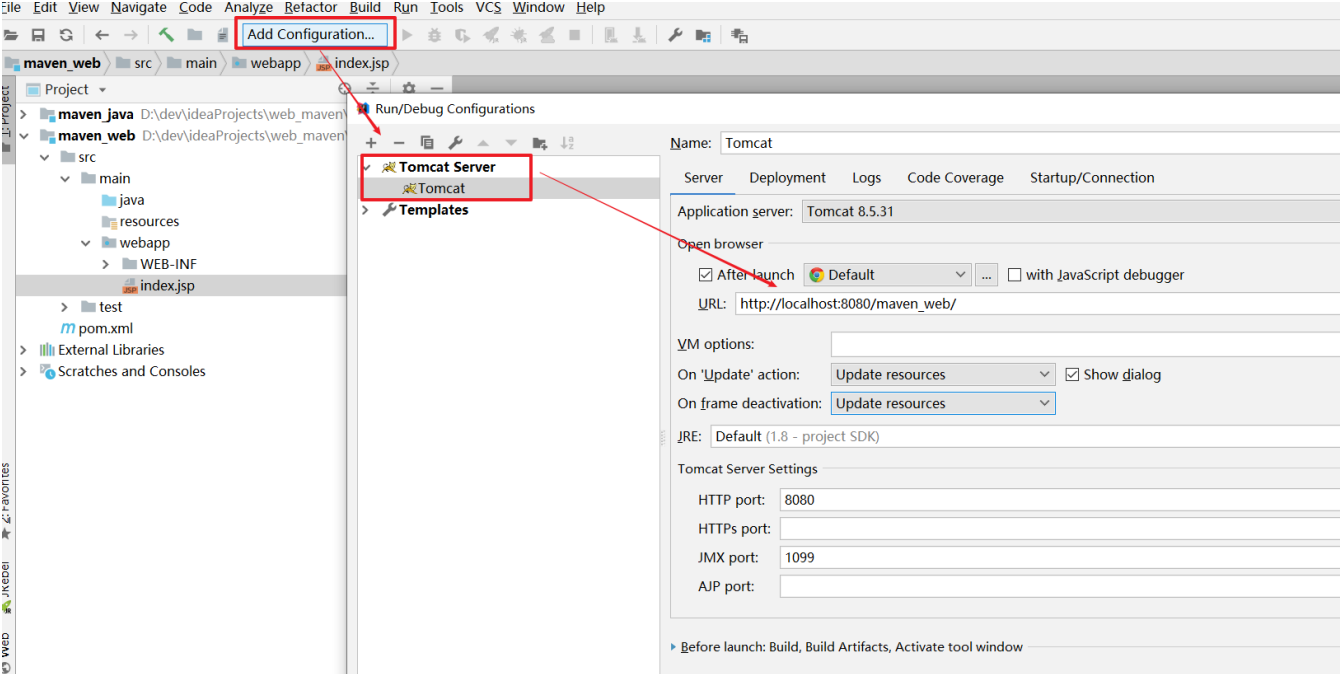 File Edit View Navigate Code Analyze Refactor Build Run Tools VCS Window Help
Add Configuration...
maven_web src main webapp index.jsp
Project
Run/Debug Configurations
1: Project
maven_java D:\dev\ideaProjects\web_maven\
maven_web D:\dev\ideaProjects\web_maven\
src
main
java
resources
webapp
WEB-INF
index.jsp
test
pom.xml
External Libraries
Scratches and Consoles
2: Favorites
JRebel
Web
Tomcat Server
Tomcat
Templates
Name: Tomcat
Server Deployment Logs Code Coverage Startup/Connection
Application server: Tomcat 8.5.31
Open browser
After launch Default ... with JavaScript debugger
URL: http://localhost:8080/maven_web/
VM options:
On 'Update' action: Update resources Show dialog
On frame deactivation: Update resources
JRE: Default (1.8 - project SDK)
Tomcat Server Settings
HTTP port: 8080
HTTPs port:
JMX port: 1099
AJP port:
Before launch: Build, Build Artifacts, Activate tool window